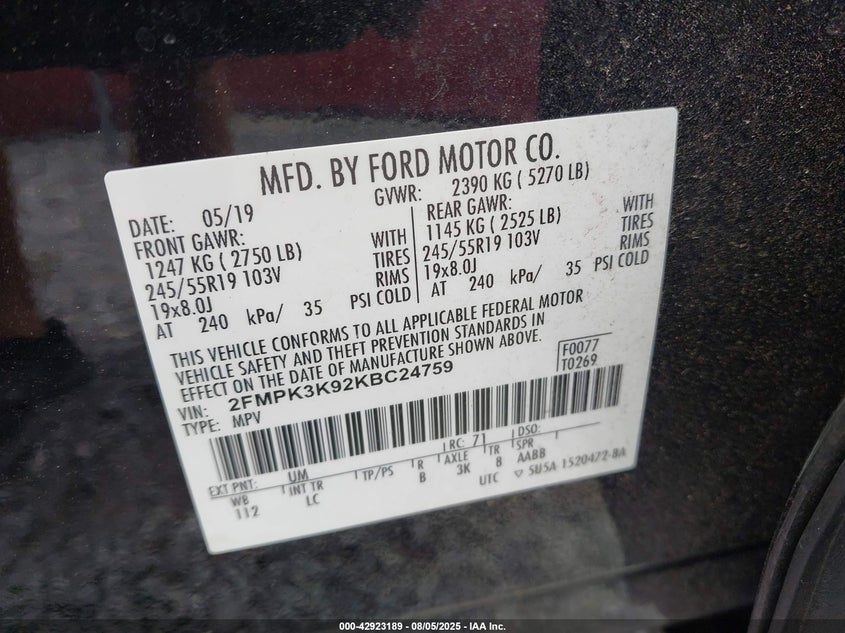 MFD. BY FORD MOTOR CO.
DATE: 05/19
GVWR: 2390 KG ( 5270 LB)
FRONT GAWR:
1247 KG ( 2750 LB) WITH
245/55R19 103V TIRES
19x8.0J RIMS
AT 240 kPa/ 35 PSI COLD
REAR GAWR:
1145 KG ( 2525 LB) WITH
245/55R19 103V TIRES
19x8.0J RIMS
AT 240 kPa/ 35 PSI COLD
THIS VEHICLE CONFORMS TO ALL APPLICABLE FEDERAL MOTOR
VEHICLE SAFETY AND THEFT PREVENTION STANDARDS IN
EFFECT ON THE DATE OF MANUFACTURE SHOWN ABOVE.
F0077
T0269
VIN: 2FMPK3K92KBC24759
TYPE: MPV
EXT PNT: UM RC: 71 DSO:
WB INT TR TP/PS R AXLE TR SPR
112 LC B 3K 8 AABB
UTC ▽ SU5A 1520472-BA
000-42923189 - 08/05/2025 - IAA Inc.